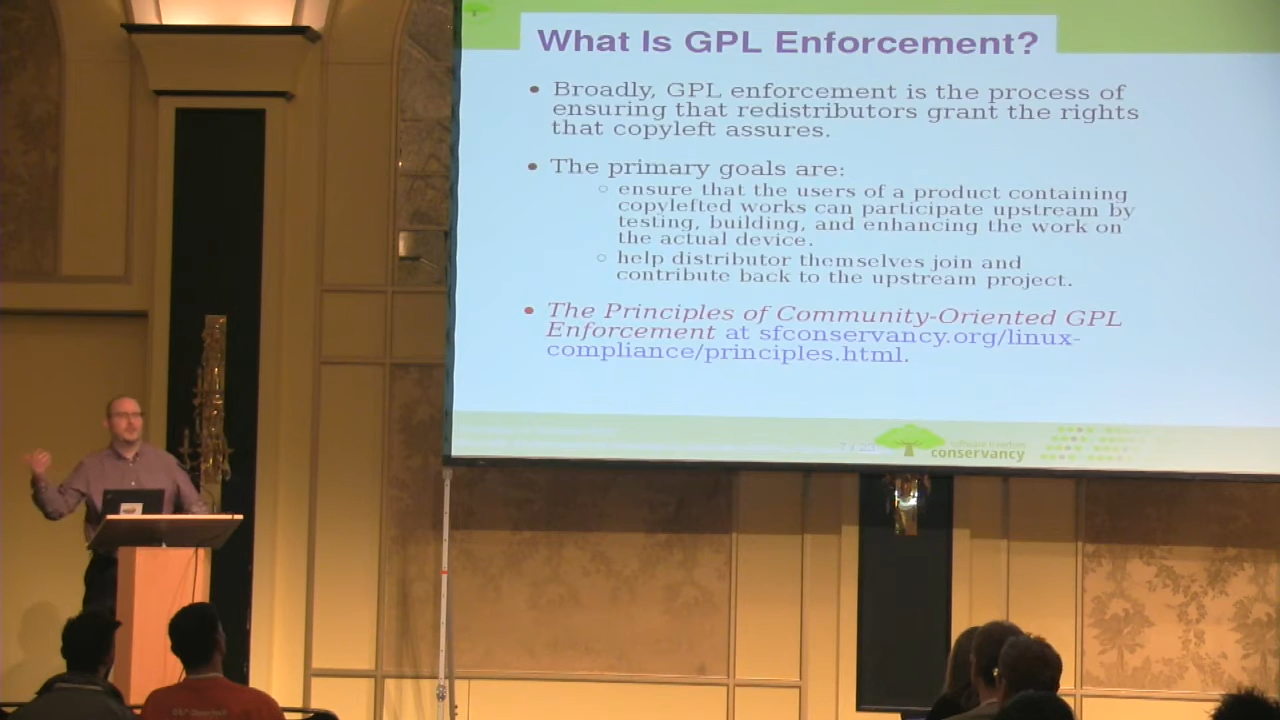 What Is GPL Enforcement?
• Broadly, GPL enforcement is the process of
ensuring that redistributors grant the rights
that copyleft assures.
• The primary goals are:
○ ensure that the users of a product containing
copylefted works can participate upstream by
testing, building, and enhancing the work on
the actual device.
○ help distributor themselves join and
contribute back to the upstream project.
• The Principles of Community-Oriented GPL
Enforcement at sfconservancy.org/linux-
compliance/principles.html.
software freedom
conservancy